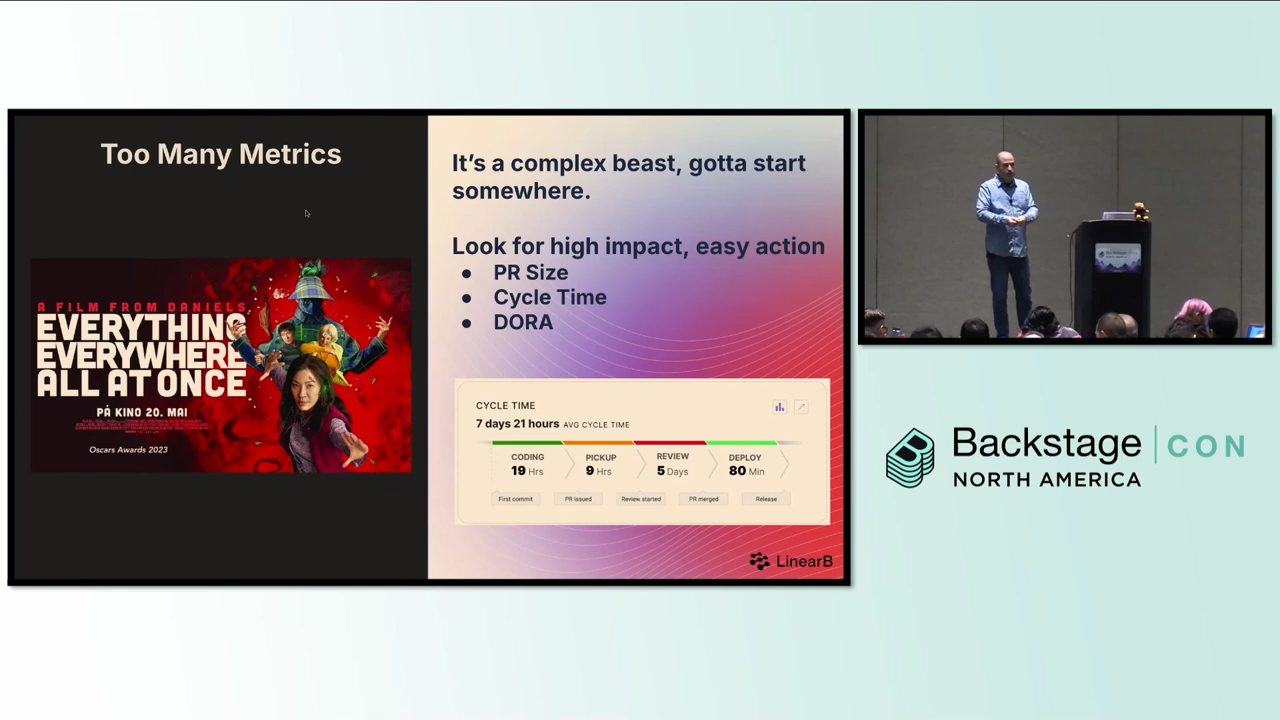 Too Many Metrics
A FILM FROM DANIELS
EVERYTHING
EVERYWHERE
ALL AT ONCE
PÅ KINO 20. MAI
Oscars Awards 2023
It’s a complex beast, gotta start
somewhere.
Look for high impact, easy action
● PR Size
● Cycle Time
● DORA
CYCLE TIME
7 days 21 hours AVG CYCLE TIME
CODING
19 Hrs
PICKUP
9 Hrs
REVIEW
5 Days
DEPLOY
80 Min
First commit
PR issued
Review started
PR merged
Release
LinearB
Backstage
NORTH AMERICA
Backstage | CON
NORTH AMERICA